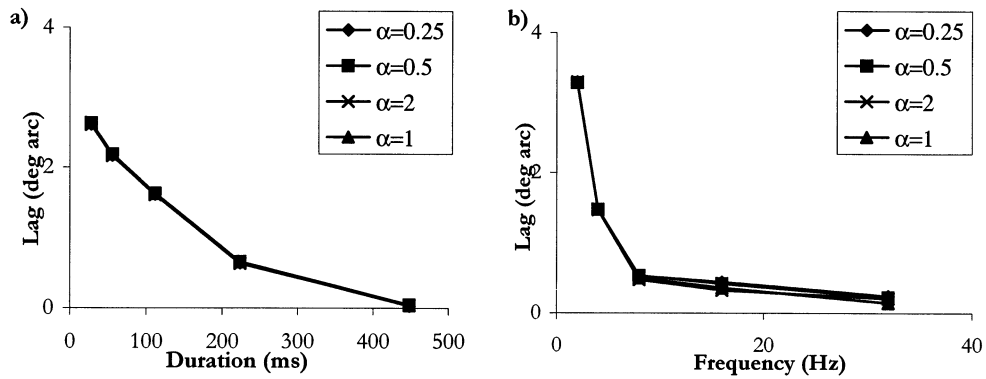 a)
4
2
0
Lag (deg arc)
0 100 200 300 400 500
Duration (ms)
α=0.25
α=0.5
α=2
α=1
b)
4
2
0
Lag (deg arc)
0 20 40
Frequency (Hz)
α=0.25
α=0.5
α=2
α=1